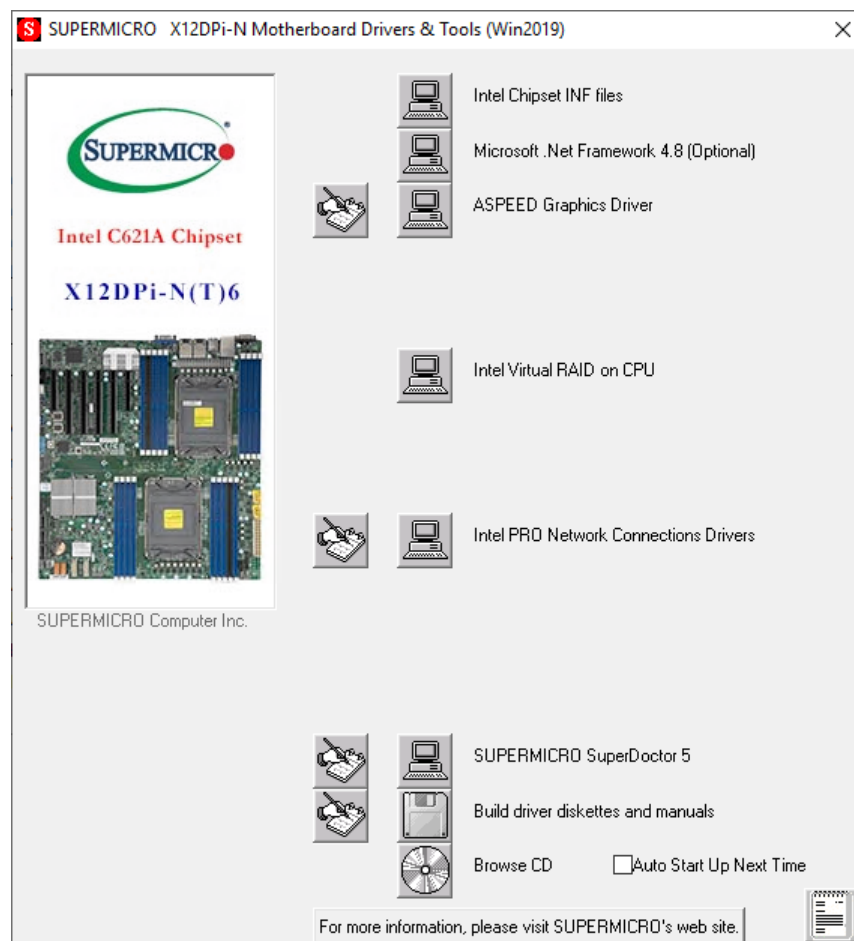 S SUPERMICRO X12DPi-N Motherboard Drivers & Tools (Win2019)
SUPERMICRO
Intel C621A Chipset
X12DPi-N(T)6
SUPERMICRO Computer Inc.
Intel Chipset INF files
Microsoft .Net Framework 4.8 (Optional)
ASPEED Graphics Driver
Intel Virtual RAID on CPU
Intel PRO Network Connections Drivers
SUPERMICRO SuperDoctor 5
Build driver diskettes and manuals
Browse CD Auto Start Up Next Time
For more information, please visit SUPERMICRO's web site.